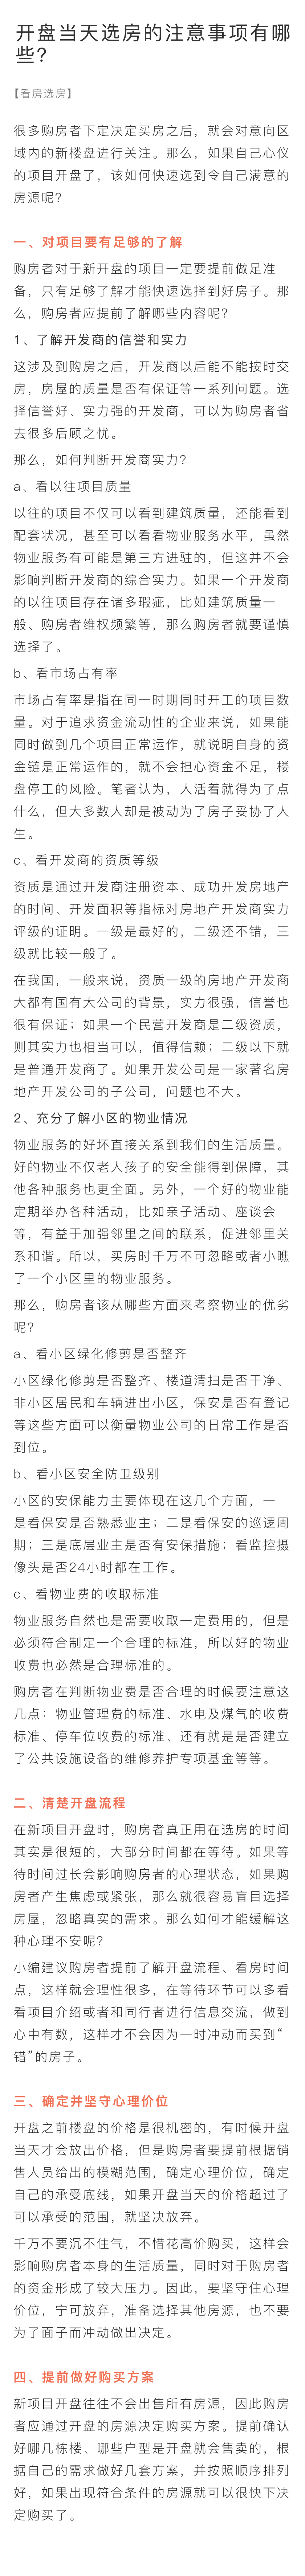 开盘当天选房的注意事项有哪
些?
【看房选房】
很多购房者下定决定买房之后，就会对意向区
域内的新楼盘进行关注。那么，如果自己心仪
的项目开盘了，该如何快速选到令自己满意的
房源呢?
一、对项目要有足够的了解
购房者对于新开盘的项目一定要提前做足准
备，只有足够了解才能快速选择到好房子。那
么，购房者应提前了解哪些内容呢?
1、了解开发商的信誉和实力
这涉及到购房之后，开发商以后能不能按时交
房，房屋的质量是否有保证等一系列问题。选
择信誉好、实力强的开发商，可以为购房者省
去很多后顾之忧。
那么，如何判断开发商实力?
a、看以往项目质量
以往的项目不仅可以看到建筑质量，还能看到
配套状况，甚至可以看看物业服务水平，虽然
物业服务有可能是第三方进驻的，但这并不会
影响判断开发商的综合实力。如果一个开发商
的以往项目存在诸多瑕疵，比如建筑质量一
般、购房者维权频繁等，那么购房者就要谨慎
选择了。
b、看市场占有率
市场占有率是指在同一时期同时开工的项目数
量。对于追求资金流动性的企业来说，如果能
同时做到几个项目正常运作，就说明自身的资
金链是正常运作的，就不会担心资金不足，楼
盘停工的风险。笔者认为，人活着就得为了点
什么，但大多数人却是被动为了房子妥协了人
生。
c、看开发商的资质等级
资质是通过开发商注册资本、成功开发房地产
的时间、开发面积等指标对房地产开发商实力
评级的证明。一级是最好的，二级还不错，三
级就比较一般了。
在我国，一般来说，资质一级的房地产开发商
大都有国有大公司的背景，实力很强，信誉也
很有保证；如果一个民营开发商是二级资质，
则其实力也相当可以，值得信赖；二级以下就
是普通开发商了。如果开发公司是一家著名房
地产开发公司的子公司，问题也不大。
2、充分了解小区的物业情况
物业服务的好坏直接关系到我们的生活质量。
好的物业不仅老人孩子的安全能得到保障，其
他各种服务也更全面。另外，一个好的物业能
定期举办各种活动，比如亲子活动、座谈会
等，有益于加强邻里之间的联系，促进邻里关
系和谐。所以，买房时千万不可忽略或者小瞧
了一个小区里的物业服务。
那么，购房者该从哪些方面来考察物业的优劣
呢?
a、看小区绿化修剪是否整齐
小区绿化修剪是否整齐、楼道清扫是否干净、
非小区居民和车辆进出小区，保安是否有登记
等这些方面可以衡量物业公司的日常工作是否
到位。
b、看小区安全防卫级别
小区的安保能力主要体现在这几个方面，一
是看保安是否熟悉业主；二是看保安的巡逻周
期；三是底层业主是否有安保措施；看监控摄
像头是否24小时都在工作。
c、看物业费的收取标准
物业服务自然也是需要收取一定费用的，但是
必须符合制定一个合理的标准，所以好的物业
收费也必然是合理标准的。
购房者在判断物业费是否合理的时候要注意这
几点：物业管理费的标准、水电及煤气的收费
标准、停车位收费的标准、还有就是是否建立
了公共设施设备的维修养护专项基金等等。
二、清楚开盘流程
在新项目开盘时，购房者真正用在选房的时间
其实是很短的，大部分时间都在等待。如果等
待时间过长会影响购房者的心理状态，如果购
房者产生焦虑或紧张，那么就很容易盲目选择
房屋，忽略真实的需求。那么如何才能缓解这
种心理不安呢?
小编建议购房者提前了解开盘流程、看房时间
点，这样就会理性很多，在等待环节可以多看
看项目介绍或者和同行者进行信息交流，做到
心中有数，这样才不会因为一时冲动而买到“
错”的房子。
三、确定并坚守心理价位
开盘之前楼盘的价格是很机密的，有时候开盘
当天才会放出价格，但是购房者要提前根据销
售人员给出的模糊范围，确定心理价位，确定
自己的承受底线，如果开盘当天的价格超过了
可以承受的范围，就坚决放弃。
千万不要沉不住气，不惜花高价购买，这样会
影响购房者本身的生活质量，同时对于购房者
的资金形成了较大压力。因此，要坚守住心理
价位，宁可放弃，准备选择其他房源，也不要
为了面子而冲动做出决定。
四、提前做好购买方案
新项目开盘往往不会出售所有房源，因此购房
者应通过开盘的房源决定购买方案。提前确认
好哪几栋楼、哪些户型是开盘就会售卖的，根
据自己的需求做好几套方案，并按照顺序排列
好，如果出现符合条件的房源就可以很快下决
定购买了。